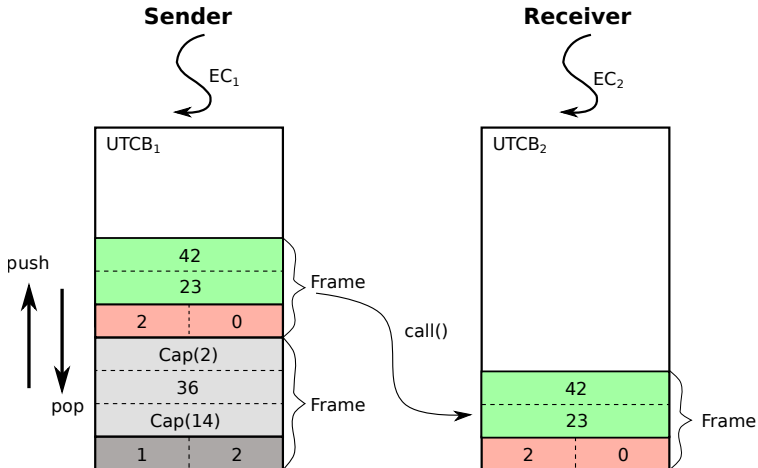 Sender
Receiver
EC₁
EC₂
UTCB₁
UTCB₂
push
42
23
2 0
Frame
call()
Cap(2)
36
Cap(14)
1 2
pop
Frame
42
23
2 0
Frame